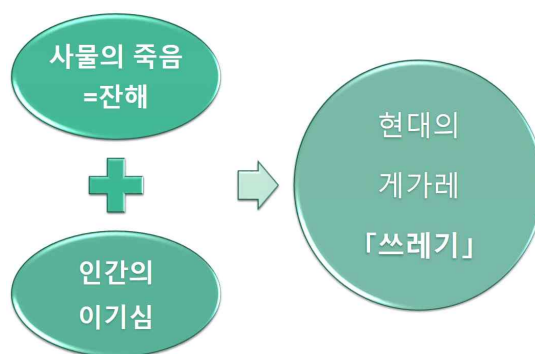 사물의 죽음
=잔해
인간의
이기심
현대의
게가레
「쓰레기」